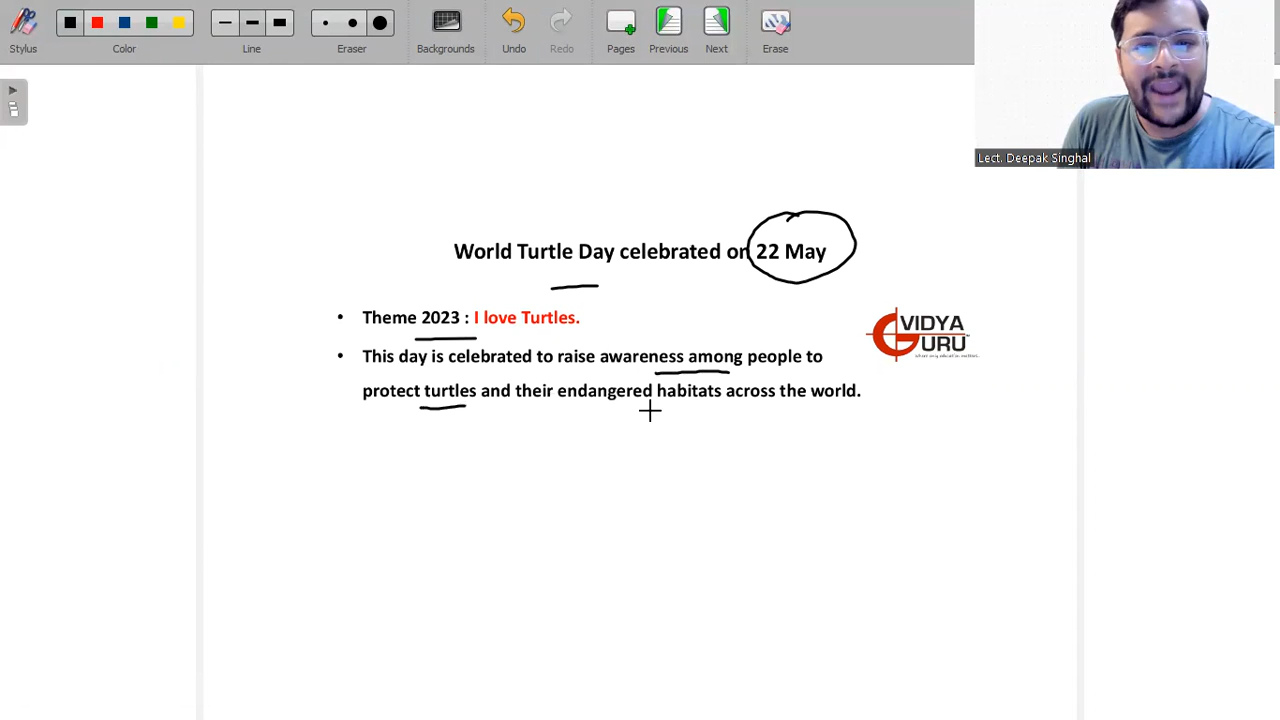 Stylus
Color
Line
Eraser
Backgrounds
Undo
Redo
Pages
Previous
Next
Erase
Lect. Deepak Singhal
World Turtle Day celebrated on 22 May
• Theme 2023 : I love Turtles.
• This day is celebrated to raise awareness among people to
protect turtles and their endangered habitats across the world.
VIDYA
GURU